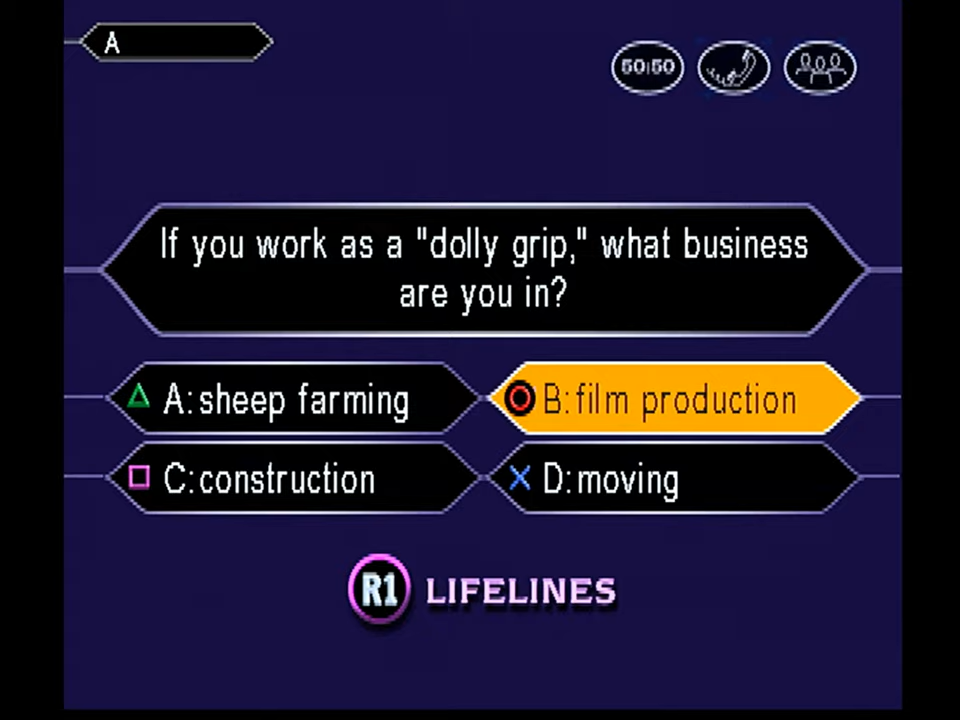 A
50:50
If you work as a "dolly grip," what business
are you in?
A: sheep farming
B: film production
C: construction
D: moving
R1 LIFELINES